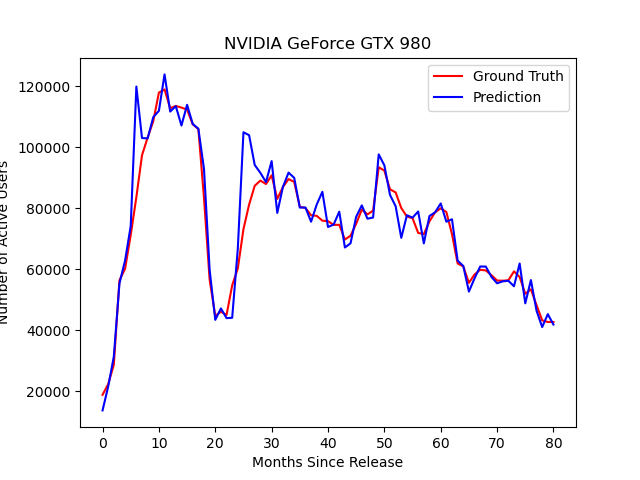 NVIDIA GeForce GTX 980
Ground Truth
Prediction
120000
100000
80000
60000
40000
20000
Number of Active Users
0 10 20 30 40 50 60 70 80
Months Since Release